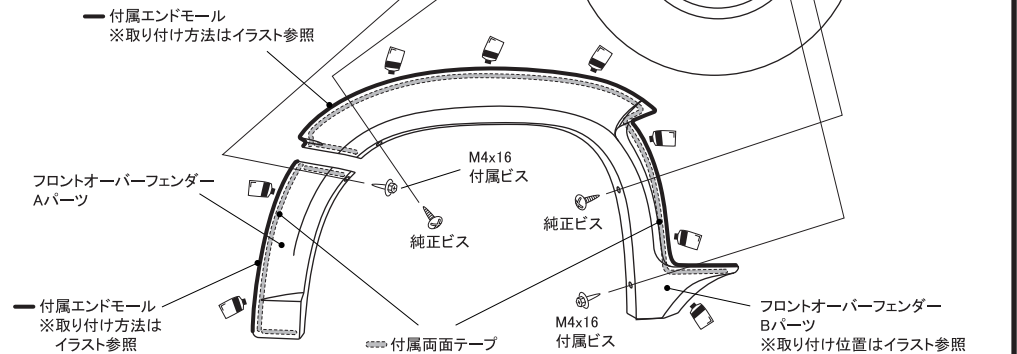 付属エンドモール
※取り付け方法はイラスト参照
M4x16
付属ビス
フロントオーバーフェンダー
Aパーツ
純正ビス
純正ビス
付属エンドモール
※取り付け方法は
イラスト参照
付属両面テープ
M4x16
付属ビス
フロントオーバーフェンダー
Bパーツ
※取り付け位置はイラスト参照